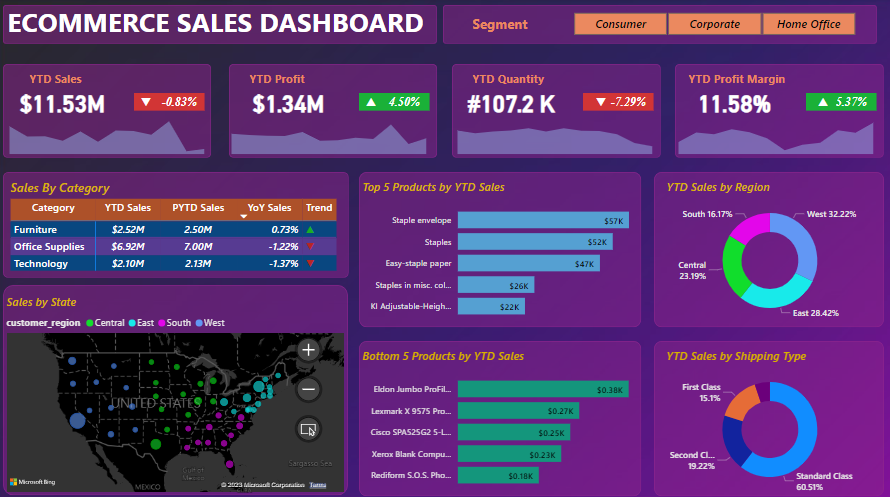 ECOMMERCE SALES DASHBOARD
Segment
Consumer
Corporate
Home Office
YTD Sales
$11.53M
▼ -0.83%
YTD Profit
$1.34M
▲ 4.50%
YTD Quantity
#107.2 K
▼ -7.29%
YTD Profit Margin
11.58%
▲ 5.37%
Sales By Category
Category YTD Sales PYTD Sales YoY Sales Trend
Furniture $2.52M 2.50M 0.73% ▲
Office Supplies $6.92M 7.00M -1.22% ▼
Technology $2.10M 2.13M -1.37% ▼
Top 5 Products by YTD Sales
Staple envelope $57K
Staples $52K
Easy-staple paper $47K
Staples in misc. col... $26K
KI Adjustable-Heigh... $22K
YTD Sales by Region
South 16.17%
West 32.22%
Central
23.19%
East 28.42%
Sales by State
customer_region Central East South West
UNITED STATES
Gulf of
Mexico
Sargasso Sea
MEXICO
Microsoft Bing
© 2023 Microsoft Corporation Terms
Bottom 5 Products by YTD Sales
Eldon Jumbo ProFil... $0.38K
Lexmark X 9575 Pro... $0.27K
Cisco SPA525G2 5-L... $0.25K
Xerox Blank Compu... $0.23K
Rediform S.O.S. Pho... $0.18K
YTD Sales by Shipping Type
First Class
15.1%
Second Cl...
19.22%
Standard Class
60.51%